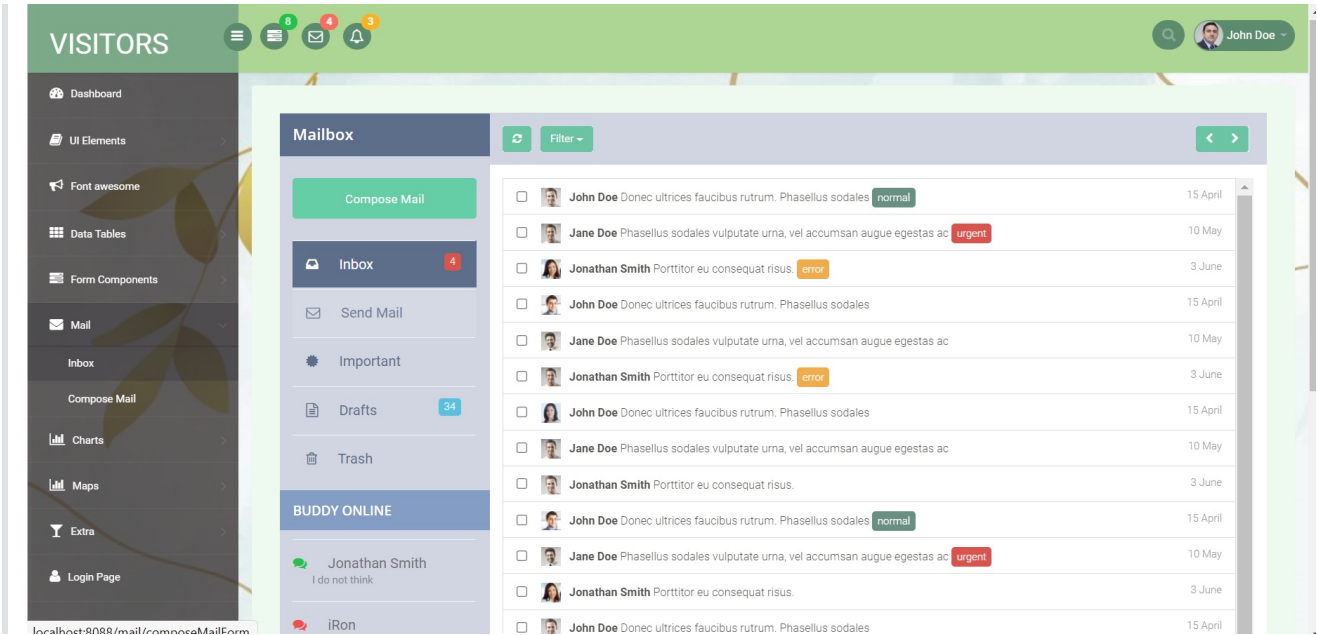 VISITORS
8
4
3
John Doe
Dashboard
UI Elements
Font awesome
Data Tables
Form Components
Mail
Inbox
Compose Mail
Charts
Maps
Extra
Login Page
localhost:8088/mail/composeMailForm
Mailbox
Compose Mail
Inbox 4
Send Mail
Important
Drafts 34
Trash
BUDDY ONLINE
Jonathan Smith
I do not think
iRon
Filter
John Doe Donec ultrices faucibus rutrum. Phasellus sodales normal 15 April
Jane Doe Phasellus sodales vulputate urna, vel accumsan augue egestas ac urgent 10 May
Jonathan Smith Porttitor eu consequat risus. error 3 June
John Doe Donec ultrices faucibus rutrum. Phasellus sodales 15 April
Jane Doe Phasellus sodales vulputate urna, vel accumsan augue egestas ac 10 May
Jonathan Smith Porttitor eu consequat risus. error 3 June
John Doe Donec ultrices faucibus rutrum. Phasellus sodales 15 April
Jane Doe Phasellus sodales vulputate urna, vel accumsan augue egestas ac 10 May
Jonathan Smith Porttitor eu consequat risus. 3 June
John Doe Donec ultrices faucibus rutrum. Phasellus sodales normal 15 April
Jane Doe Phasellus sodales vulputate urna, vel accumsan augue egestas ac urgent 10 May
Jonathan Smith Porttitor eu consequat risus. 3 June
John Doe Donec ultrices faucibus rutrum. Phasellus sodales 15 April